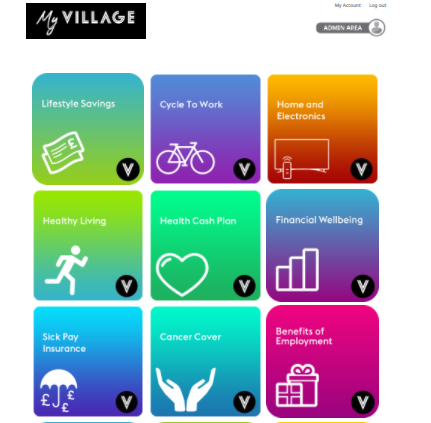 My Account
Log out
My VILLAGE
ADMIN AREA
Lifestyle Savings
Cycle To Work
Home and
Electronics
£
V
V
V
Healthy Living
Health Cash Plan
Financial Wellbeing
V
V
V
Sick Pay
Insurance
Cancer Cover
Benefits of
Employment
£ £
£
V
V
V